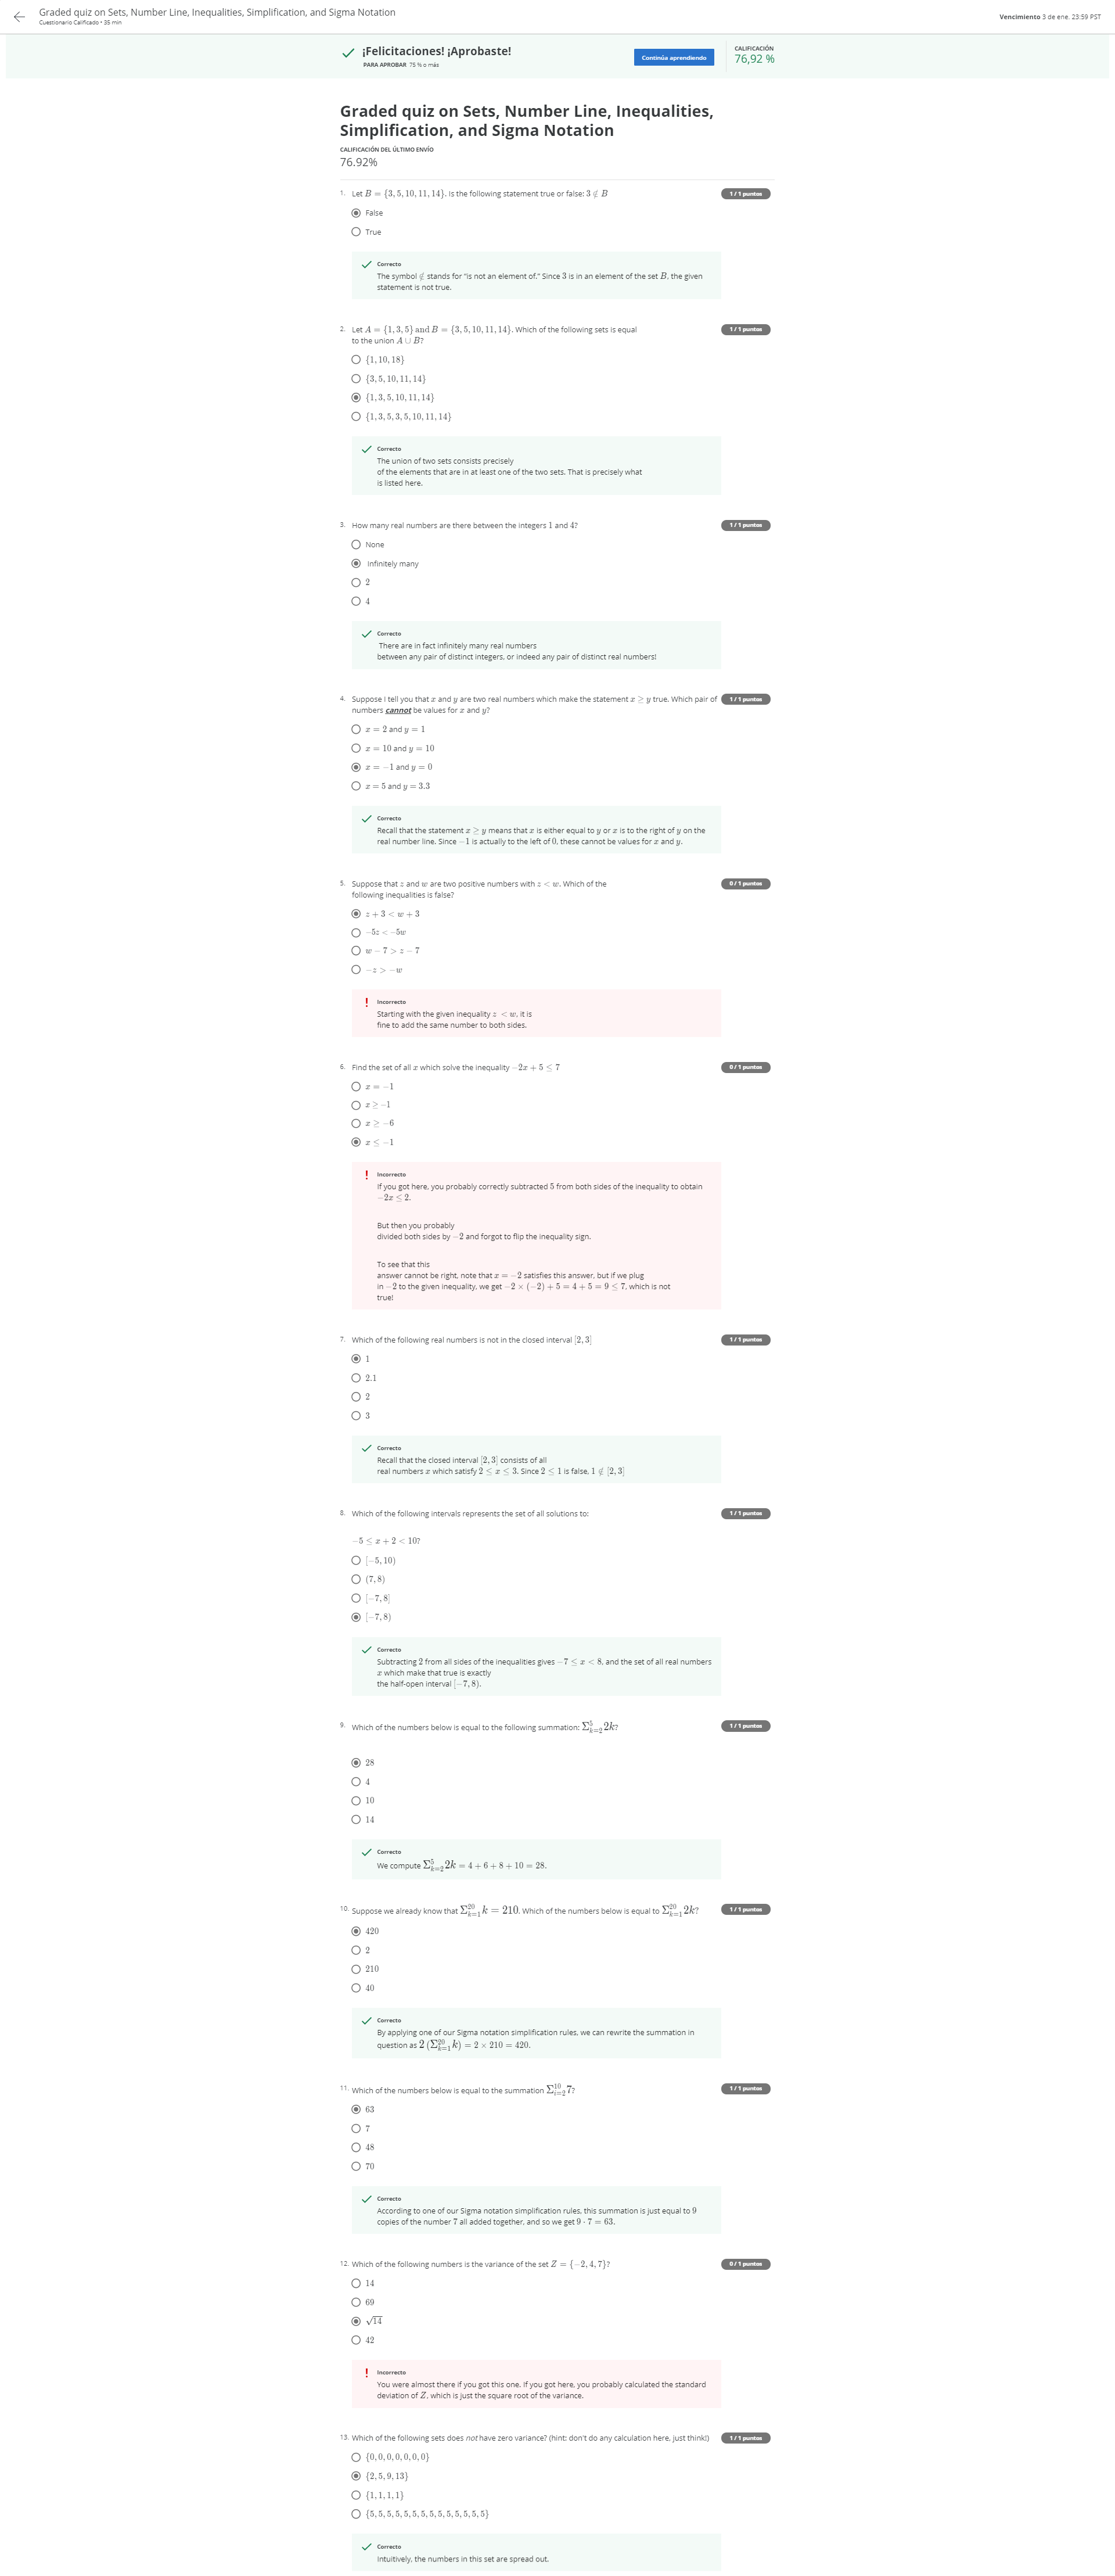 Graded quiz on Sets, Number Line, Inequalities, Simplification, and Sigma Notation
Cuestionario Calificado • 35 min
Vencimiento 3 de ene. 23:59 PST
¡Felicitaciones! ¡Aprobaste!
PARA APROBAR 75 % o más
Continúa aprendiendo
CALIFICACIÓN
76,92 %
Graded quiz on Sets, Number Line, Inequalities,
Simplification, and Sigma Notation
CALIFICACIÓN DEL ÚLTIMO ENVÍO
76.92%
1. Let B = {3, 5, 10, 11, 14}. Is the following statement true or false: 3 ∉ B
1 / 1 puntos
False
True
Correcto
The symbol ∉ stands for "is not an element of." Since 3 is in an element of the set B, the given
statement is not true.
2. Let A = {1, 3, 5} and B = {3, 5, 10, 11, 14}. Which of the following sets is equal
to the union A ∪ B?
1 / 1 puntos
{1, 10, 18}
{3, 5, 10, 11, 14}
{1, 3, 5, 10, 11, 14}
{1, 3, 5, 3, 5, 10, 11, 14}
Correcto
The union of two sets consists precisely
of the elements that are in at least one of the two sets. That is precisely what
is listed here.
3. How many real numbers are there between the integers 1 and 4?
1 / 1 puntos
None
Infinitely many
2
4
Correcto
There are in fact infinitely many real numbers
between any pair of distinct integers, or indeed any pair of distinct real numbers!
4. Suppose I tell you that x and y are two real numbers which make the statement x ≥ y true. Which pair of
numbers cannot be values for x and y?
1 / 1 puntos
x = 2 and y = 1
x = 10 and y = 10
x = −1 and y = 0
x = 5 and y = 3.3
Correcto
Recall that the statement x ≥ y means that x is either equal to y or x is to the right of y on the
real number line. Since −1 is actually to the left of 0, these cannot be values for x and y.
5. Suppose that z and w are two positive numbers with z < w. Which of the
following inequalities is false?
0 / 1 puntos
z + 3 < w + 3
−5z < −5w
w − 7 > z − 7
−z > −w
Incorrecto
Starting with the given inequality z < w, it is
fine to add the same number to both sides.
6. Find the set of all x which solve the inequality −2x + 5 ≤ 7
0 / 1 puntos
x = −1
x ≥ −1
x ≥ −6
x ≤ −1
Incorrecto
If you got here, you probably correctly subtracted 5 from both sides of the inequality to obtain
−2x ≤ 2.
But then you probably
divided both sides by −2 and forgot to flip the inequality sign.
To see that this
answer cannot be right, note that x = −2 satisfies this answer, but if we plug
in −2 to the given inequality, we get −2 × (−2) + 5 = 4 + 5 = 9 ≤ 7, which is not
true!
7. Which of the following real numbers is not in the closed interval [2, 3]
1 / 1 puntos
1
2.1
2
3
Correcto
Recall that the closed interval [2, 3] consists of all
real numbers x which satisfy 2 ≤ x ≤ 3. Since 2 ≤ 1 is false, 1 ∉ [2, 3]
8. Which of the following intervals represents the set of all solutions to:
1 / 1 puntos
−5 ≤ x + 2 < 10?
[−5, 10)
(7, 8)
[−7, 8]
[−7, 8)
Correcto
Subtracting 2 from all sides of the inequalities gives −7 ≤ x < 8, and the set of all real numbers
x which make that true is exactly
the half-open interval [−7, 8).
9. Which of the numbers below is equal to the following summation: Σ⁵ₖ₌₂ 2k?
1 / 1 puntos
28
4
10
14
Correcto
We compute Σ⁵ₖ₌₂ 2k = 4 + 6 + 8 + 10 = 28.
10. Suppose we already know that Σ²⁰ₖ₌₁ k = 210. Which of the numbers below is equal to Σ²⁰ₖ₌₁ 2k?
1 / 1 puntos
420
2
210
40
Correcto
By applying one of our Sigma notation simplification rules, we can rewrite the summation in
question as 2 (Σ²⁰ₖ₌₁ k) = 2 × 210 = 420.
11. Which of the numbers below is equal to the summation Σ¹⁰ᵢ₌₂ 7?
1 / 1 puntos
63
7
48
70
Correcto
According to one of our Sigma notation simplification rules, this summation is just equal to 9
copies of the number 7 all added together, and so we get 9 · 7 = 63.
12. Which of the following numbers is the variance of the set Z = {−2, 4, 7}?
0 / 1 puntos
14
69
√14
42
Incorrecto
You were almost there if you got this one. If you got here, you probably calculated the standard
deviation of Z, which is just the square root of the variance.
13. Which of the following sets does not have zero variance? (hint: don't do any calculation here, just think!)
1 / 1 puntos
{0, 0, 0, 0, 0, 0, 0, 0}
{2, 5, 9, 13}
{1, 1, 1, 1}
{5, 5, 5, 5, 5, 5, 5, 5, 5, 5, 5, 5, 5, 5}
Correcto
Intuitively, the numbers in this set are spread out.